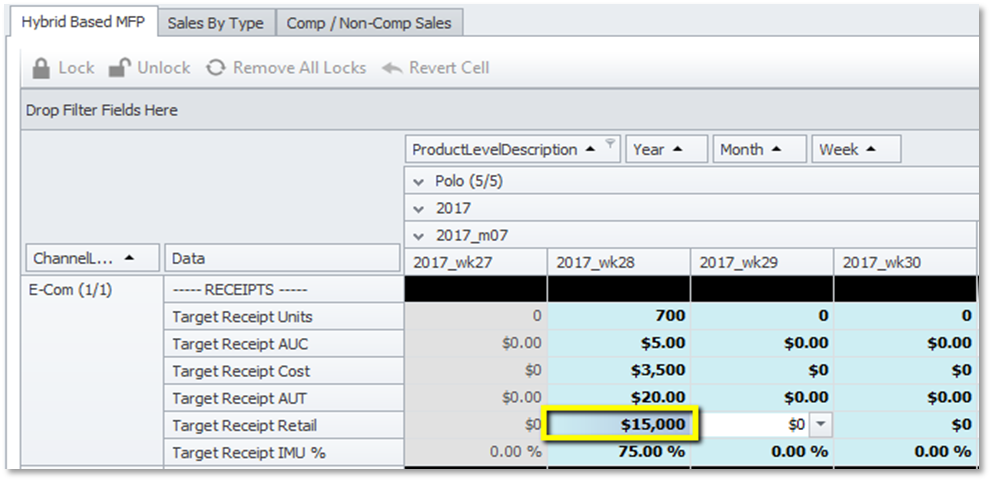 Hybrid Based MFP Sales By Type Comp / Non-Comp Sales
Lock Unlock Remove All Locks Revert Cell
Drop Filter Fields Here
ProductLevelDescription Year Month Week
Polo (5/5)
2017
2017_m07
ChannelL... Data 2017_wk27 2017_wk28 2017_wk29 2017_wk30
E-Com (1/1) ----- RECEIPTS -----
Target Receipt Units 0 700 0 0
Target Receipt AUC $0.00 $5.00 $0.00 $0.00
Target Receipt Cost $0 $3,500 $0 $0
Target Receipt AUT $0.00 $20.00 $0.00 $0.00
Target Receipt Retail $0 $15,000 $0 $0
Target Receipt IMU % 0.00 % 75.00 % 0.00 % 0.00 %